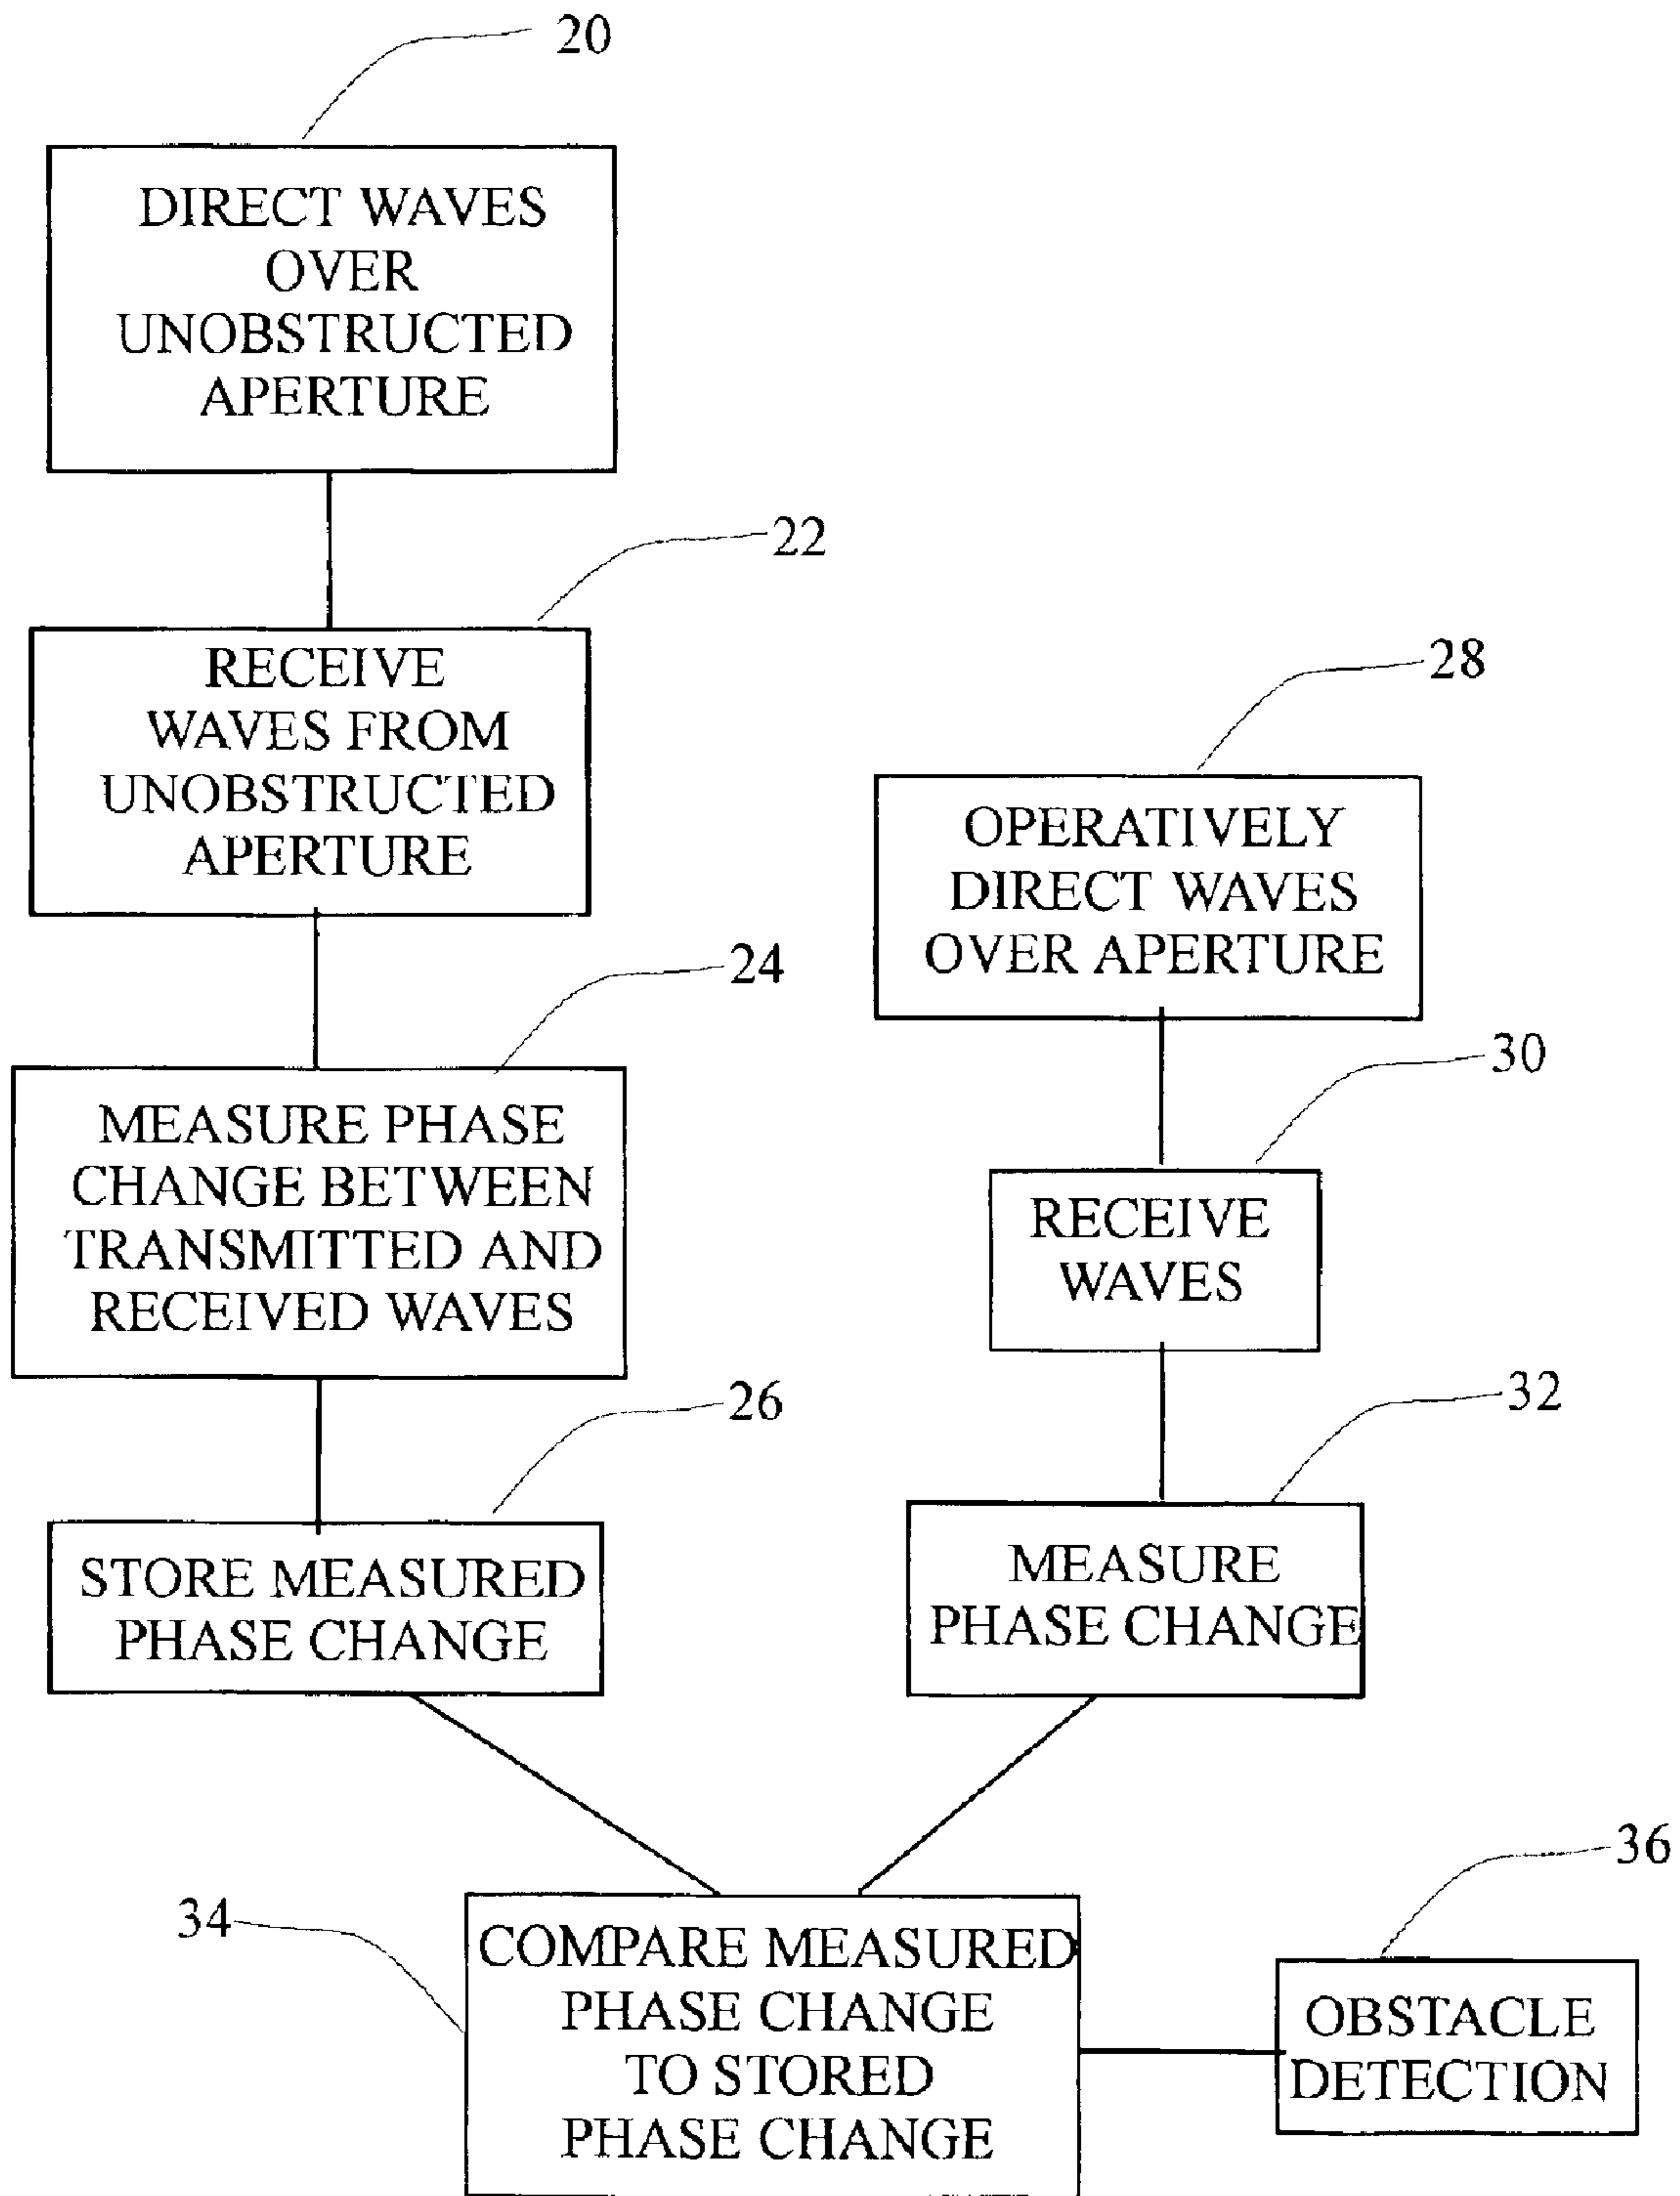 20
DIRECT WAVES
OVER
UNOBSTRUCTED
APERTURE
22
RECEIVE
WAVES FROM
UNOBSTRUCTED
APERTURE
24
MEASURE PHASE
CHANGE BETWEEN
TRANSMITTED AND
RECEIVED WAVES
26
STORE MEASURED
PHASE CHANGE
28
OPERATIVELY
DIRECT WAVES
OVER APERTURE
30
RECEIVE
WAVES
32
MEASURE
PHASE CHANGE
34
COMPARE MEASURED
PHASE CHANGE
TO STORED
PHASE CHANGE
36
OBSTACLE
DETECTION